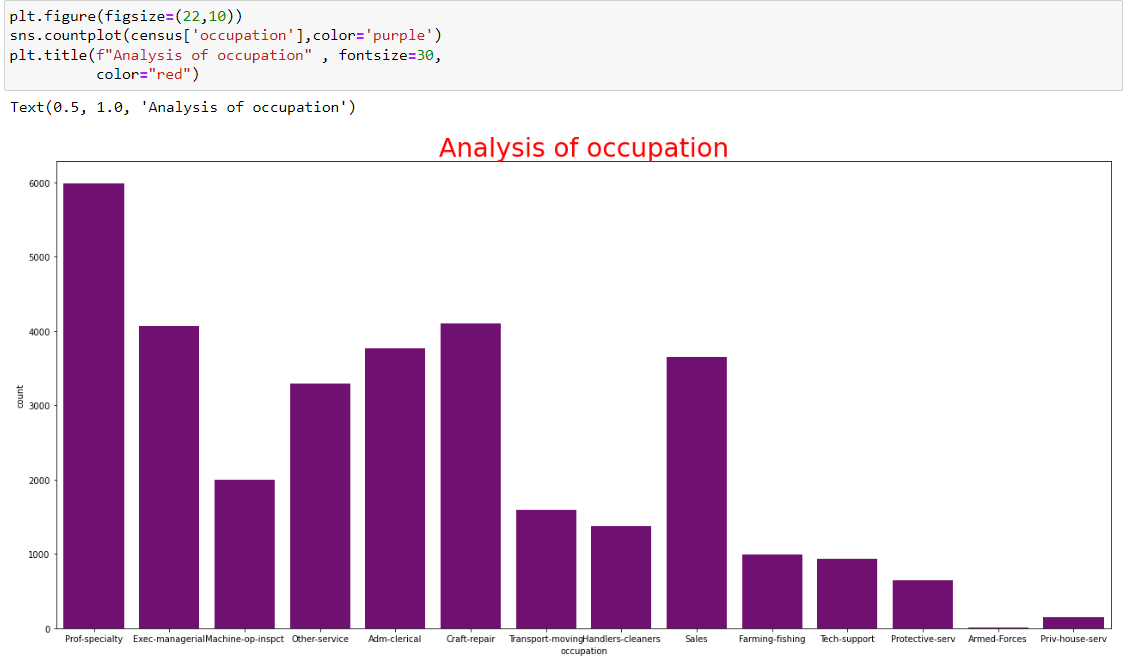 plt.figure(figsize=(22,10))
sns.countplot(census['occupation'],color='purple')
plt.title(f"Analysis of occupation" , fontsize=30,
          color="red")
Text(0.5, 1.0, 'Analysis of occupation')
Analysis of occupation
6000
5000
4000
3000
2000
1000
0
count
Prof-specialty Exec-managerial Machine-op-inspct Other-service Adm-clerical Craft-repair Transport-moving Handlers-cleaners Sales Farming-fishing Tech-support Protective-serv Armed-Forces Priv-house-serv
occupation